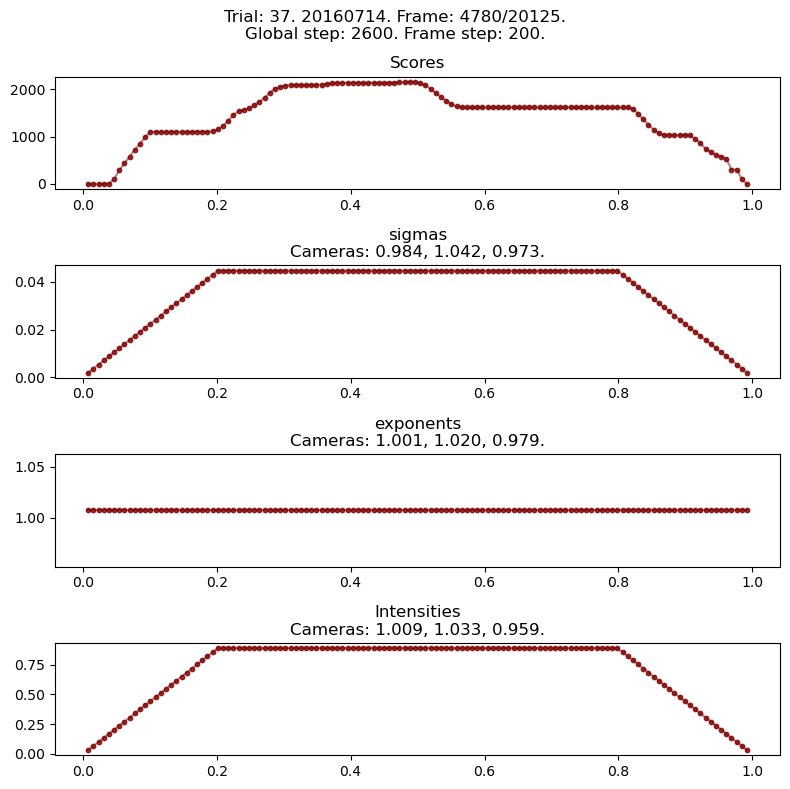 Trial: 37. 20160714. Frame: 4780/20125.
Global step: 2600. Frame step: 200.
Scores
2000
1000
0
0.0 0.2 0.4 0.6 0.8 1.0
sigmas
Cameras: 0.984, 1.042, 0.973.
0.04
0.02
0.00
0.0 0.2 0.4 0.6 0.8 1.0
exponents
Cameras: 1.001, 1.020, 0.979.
1.05
1.00
0.0 0.2 0.4 0.6 0.8 1.0
Intensities
Cameras: 1.009, 1.033, 0.959.
0.75
0.50
0.25
0.00
0.0 0.2 0.4 0.6 0.8 1.0